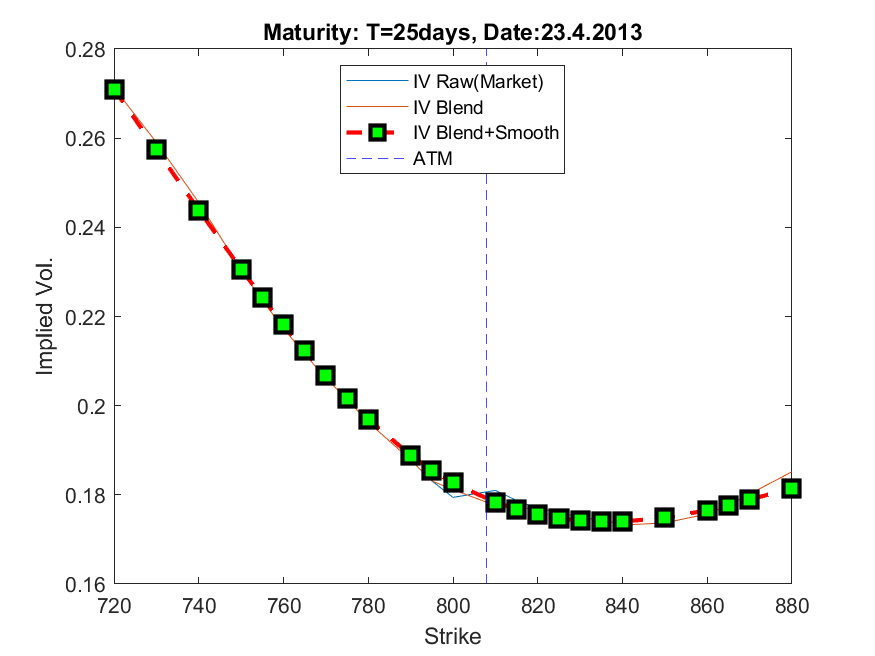 Maturity: T=25days, Date:23.4.2013
0.28
0.26
0.24
0.22
0.2
0.18
0.16
Implied Vol.
IV Raw(Market)
IV Blend
IV Blend+Smooth
ATM
720 740 760 780 800 820 840 860 880
Strike